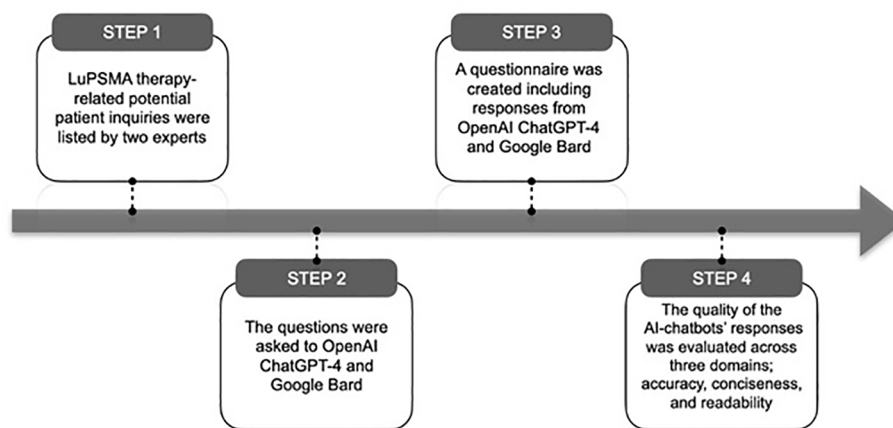 STEP 1
LuPSMA therapy-
related potential
patient inquiries were
listed by two experts
STEP 2
The questions were
asked to OpenAI
ChatGPT-4 and
Google Bard
STEP 3
A questionnaire was
created including
responses from
OpenAI ChatGPT-4
and Google Bard
STEP 4
The quality of the
AI-chatbots' responses
was evaluated across
three domains;
accuracy, conciseness,
and readability